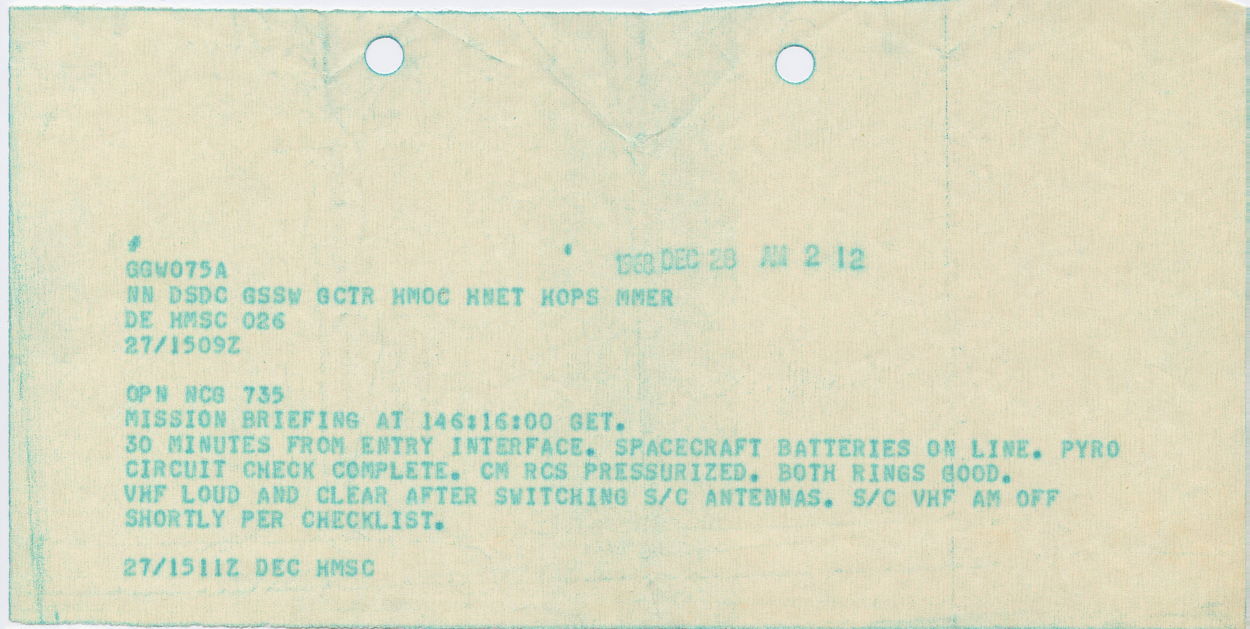 #
1968 DEC 28 AM 2 12
GGW075A
NN DSDC GSSW GCTR HMOC HNET HOPS MMER
DE HMSC 026
27/1509Z
OPN NCG 735
MISSION BRIEFING AT 146:16:00 GET.
30 MINUTES FROM ENTRY INTERFACE. SPACECRAFT BATTERIES ON LINE. PYRO
CIRCUIT CHECK COMPLETE. CM RCS PRESSURIZED. BOTH RINGS GOOD.
VHF LOUD AND CLEAR AFTER SWITCHING S/C ANTENNAS. S/C VHF AM OFF
SHORTLY PER CHECKLIST.
27/1511Z DEC HMSC